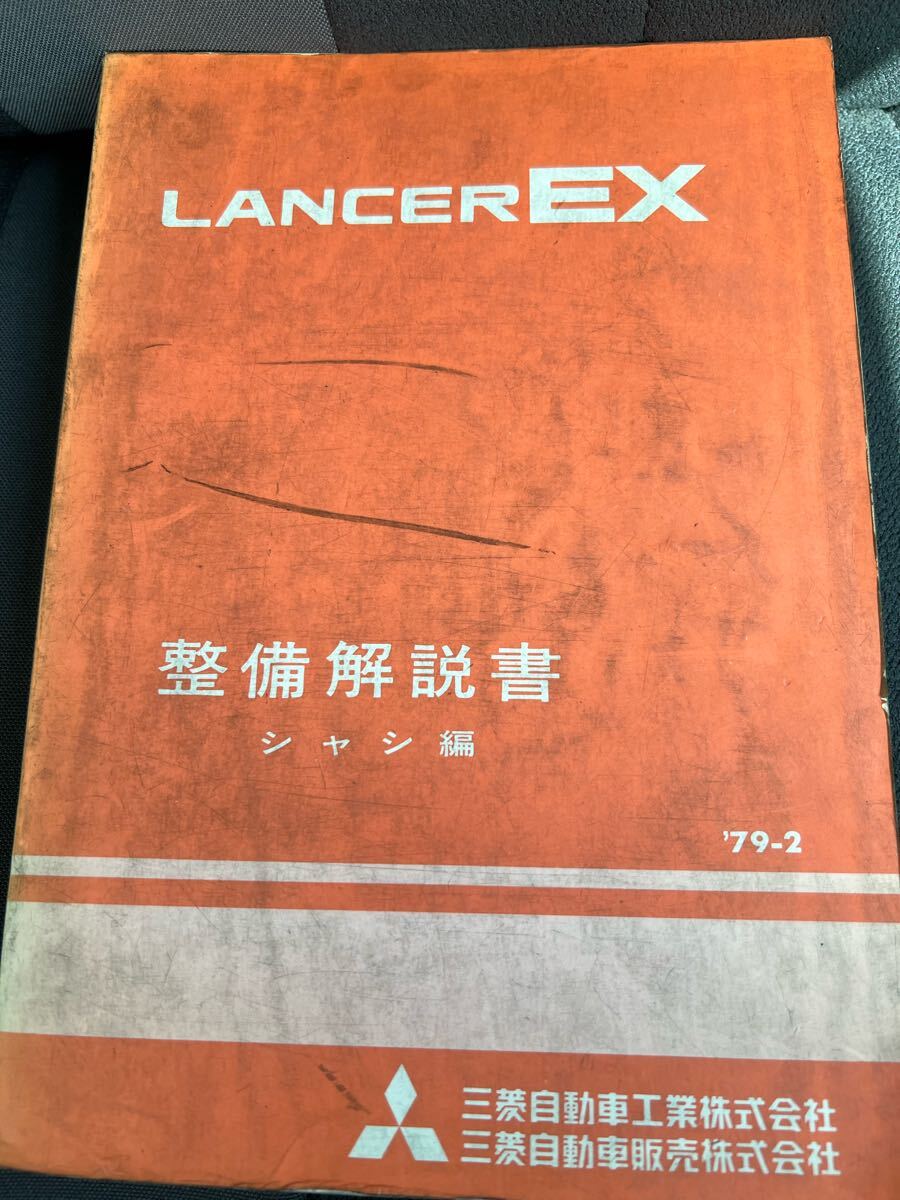 LANCER EX
整備解説書
シャシ編
'79-2
三菱自動車工業株式会社
三菱自動車販売株式会社